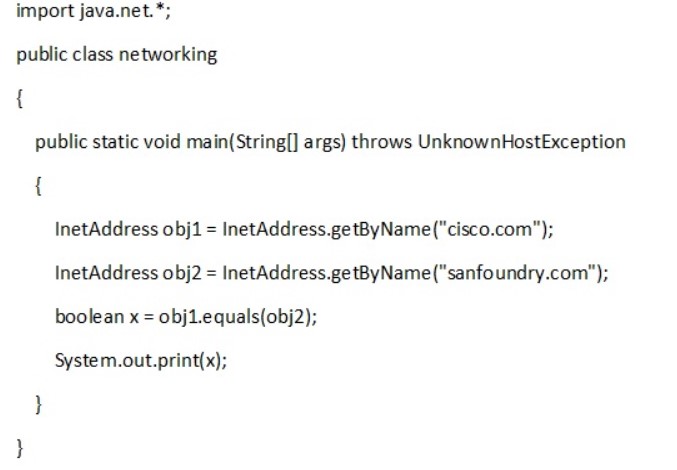 import java.net.*;
public class networking
{
public static void main(String[] args) throws UnknownHostException
{
InetAddress obj1 = InetAddress.getByName("cisco.com");
InetAddress obj2 = InetAddress.getByName("sanfoundry.com");
boolean x = obj1.equals(obj2);
System.out.print(x);
}
}